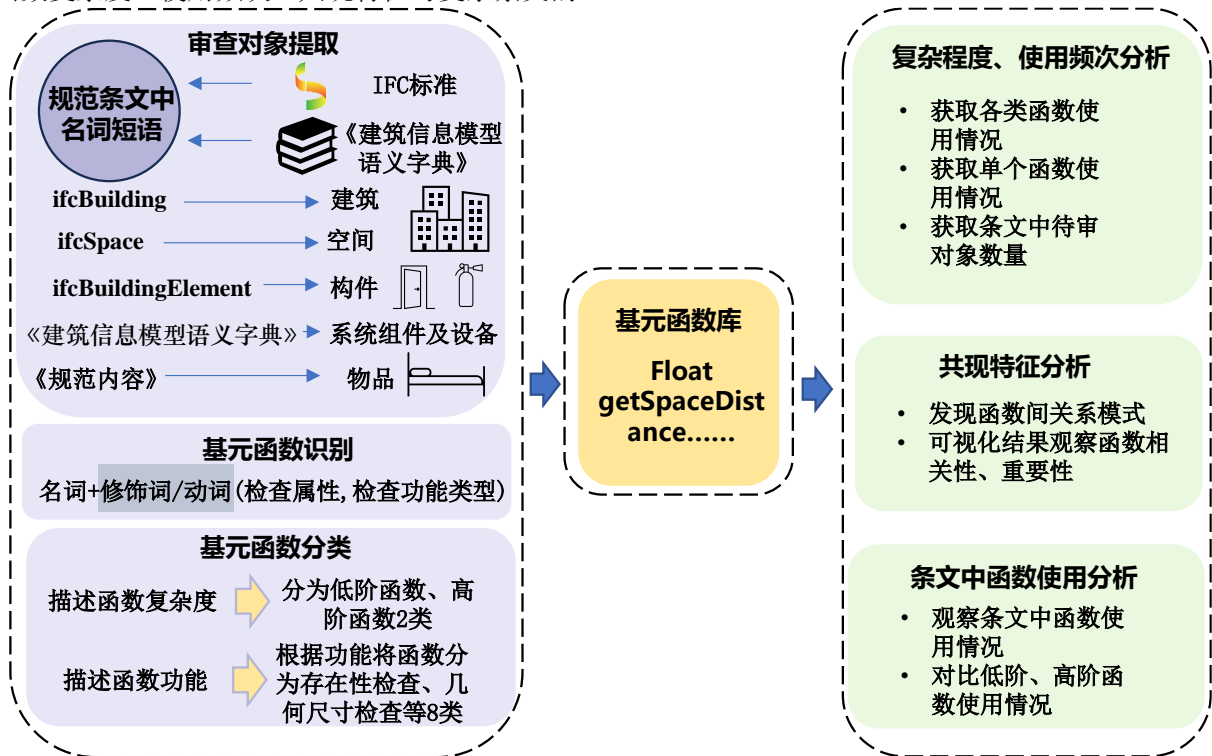 审查对象提取
规范条文中
名词短语
IFC标准
《建筑信息模型
语义字典》
ifcBuilding
建筑
ifcSpace
空间
ifcBuildingElement
构件
《建筑信息模型语义字典》
系统组件及设备
《规范内容》
物品
基元函数识别
名词+修饰词/动词(检查属性,检查功能类型)
基元函数分类
描述函数复杂度
分为低阶函数、高
阶函数2类
描述函数功能
根据功能将函数分
为存在性检查、几
何尺寸检查等8类
基元函数库
Float
getSpaceDist
ance……
复杂程度、使用频次分析
• 获取各类函数使
用情况
• 获取单个函数使
用情况
• 获取条文中待审
对象数量
共现特征分析
• 发现函数间关系模式
• 可视化结果观察函数相
关性、重要性
条文中函数使用分析
• 观察条文中函数使
用情况
• 对比低阶、高阶函
数使用情况